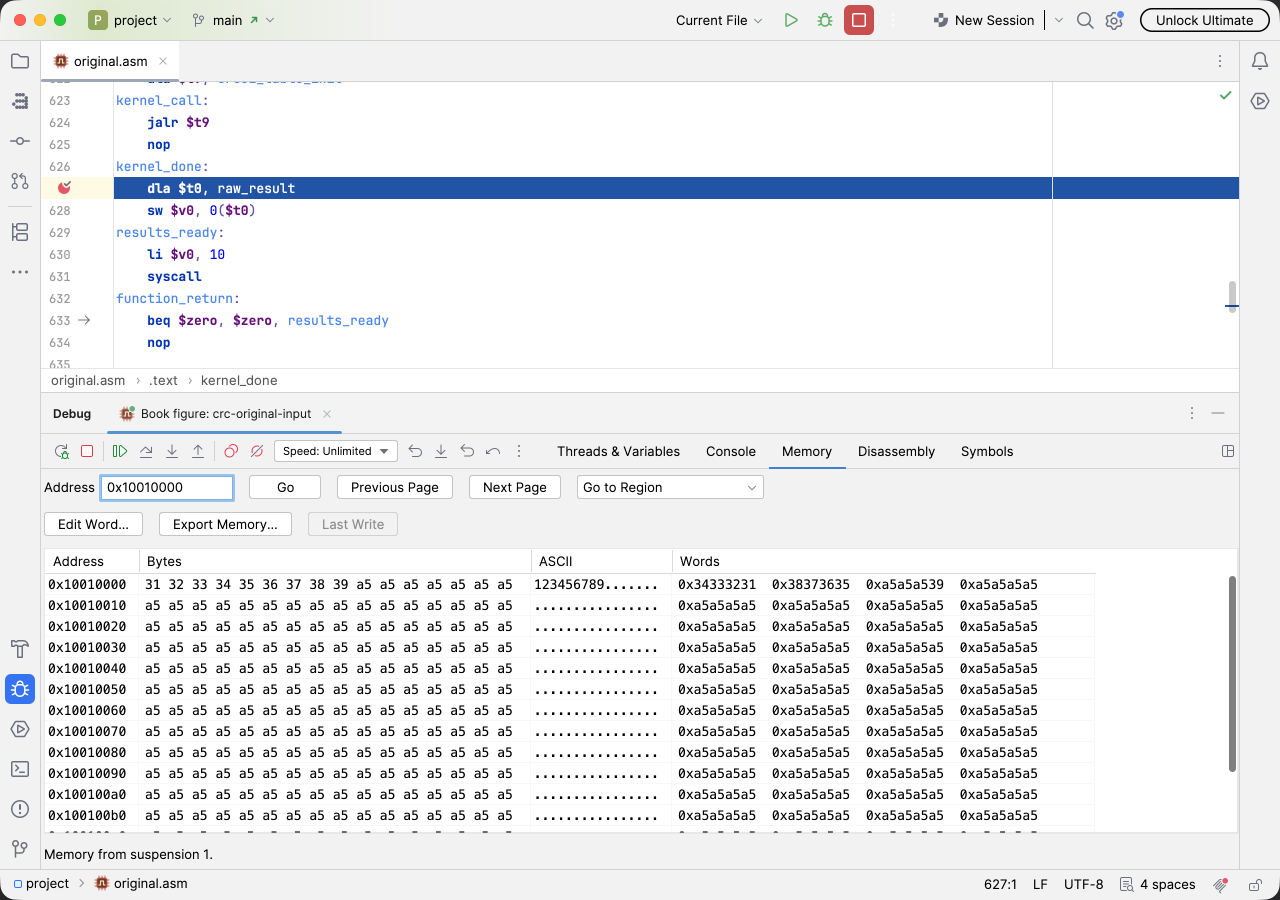 P project main Current File New Session Unlock Ultimate
original.asm
623 kernel_call:
624 jalr $t9
625 nop
626 kernel_done:
dla $t0, raw_result
628 sw $v0, 0($t0)
629 results_ready:
630 li $v0, 10
631 syscall
632 function_return:
633 beq $zero, $zero, results_ready
634 nop
635
original.asm › .text › kernel_done
Debug Book figure: crc-original-input
Speed: Unlimited Threads & Variables Console Memory Disassembly Symbols
Address 0x10010000 Go Previous Page Next Page Go to Region
Edit Word... Export Memory... Last Write
Address Bytes ASCII Words
0x10010000 31 32 33 34 35 36 37 38 39 a5 a5 a5 a5 a5 a5 a5 123456789....... 0x34333231 0x38373635 0xa5a5a539 0xa5a5a5a5
0x10010010 a5 a5 a5 a5 a5 a5 a5 a5 a5 a5 a5 a5 a5 a5 a5 a5 ................ 0xa5a5a5a5 0xa5a5a5a5 0xa5a5a5a5 0xa5a5a5a5
0x10010020 a5 a5 a5 a5 a5 a5 a5 a5 a5 a5 a5 a5 a5 a5 a5 a5 ................ 0xa5a5a5a5 0xa5a5a5a5 0xa5a5a5a5 0xa5a5a5a5
0x10010030 a5 a5 a5 a5 a5 a5 a5 a5 a5 a5 a5 a5 a5 a5 a5 a5 ................ 0xa5a5a5a5 0xa5a5a5a5 0xa5a5a5a5 0xa5a5a5a5
0x10010040 a5 a5 a5 a5 a5 a5 a5 a5 a5 a5 a5 a5 a5 a5 a5 a5 ................ 0xa5a5a5a5 0xa5a5a5a5 0xa5a5a5a5 0xa5a5a5a5
0x10010050 a5 a5 a5 a5 a5 a5 a5 a5 a5 a5 a5 a5 a5 a5 a5 a5 ................ 0xa5a5a5a5 0xa5a5a5a5 0xa5a5a5a5 0xa5a5a5a5
0x10010060 a5 a5 a5 a5 a5 a5 a5 a5 a5 a5 a5 a5 a5 a5 a5 a5 ................ 0xa5a5a5a5 0xa5a5a5a5 0xa5a5a5a5 0xa5a5a5a5
0x10010070 a5 a5 a5 a5 a5 a5 a5 a5 a5 a5 a5 a5 a5 a5 a5 a5 ................ 0xa5a5a5a5 0xa5a5a5a5 0xa5a5a5a5 0xa5a5a5a5
0x10010080 a5 a5 a5 a5 a5 a5 a5 a5 a5 a5 a5 a5 a5 a5 a5 a5 ................ 0xa5a5a5a5 0xa5a5a5a5 0xa5a5a5a5 0xa5a5a5a5
0x10010090 a5 a5 a5 a5 a5 a5 a5 a5 a5 a5 a5 a5 a5 a5 a5 a5 ................ 0xa5a5a5a5 0xa5a5a5a5 0xa5a5a5a5 0xa5a5a5a5
0x100100a0 a5 a5 a5 a5 a5 a5 a5 a5 a5 a5 a5 a5 a5 a5 a5 a5 ................ 0xa5a5a5a5 0xa5a5a5a5 0xa5a5a5a5 0xa5a5a5a5
0x100100b0 a5 a5 a5 a5 a5 a5 a5 a5 a5 a5 a5 a5 a5 a5 a5 a5 ................ 0xa5a5a5a5 0xa5a5a5a5 0xa5a5a5a5 0xa5a5a5a5
Memory from suspension 1.
project › original.asm 627:1 LF UTF-8 4 spaces